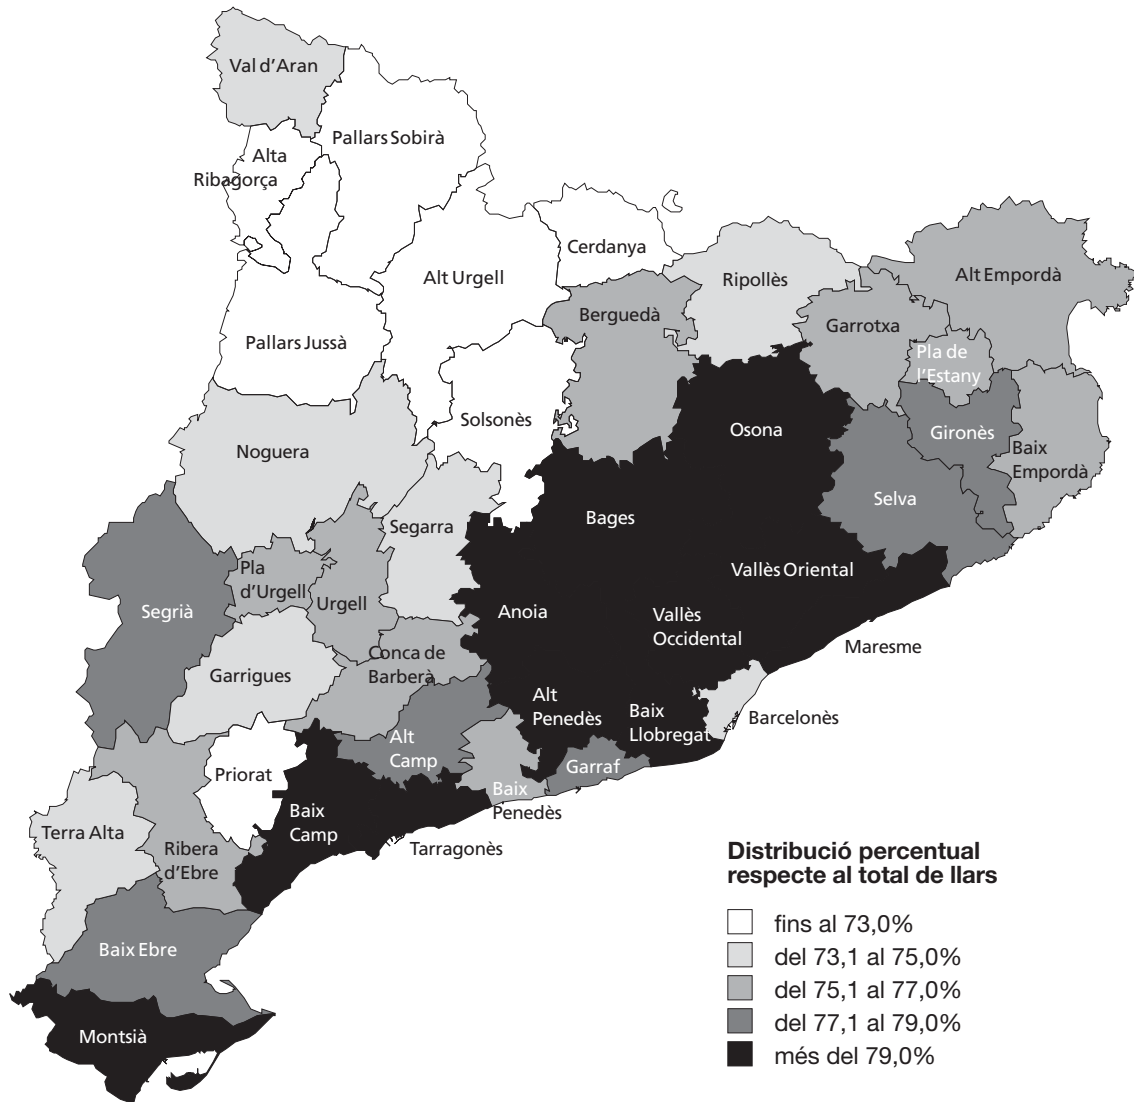 Val d'Aran
Pallars Sobirà
Alta
Ribagorça
Cerdanya
Alt Urgell
Ripollès
Alt Empordà
Berguedà
Garrotxa
Pallars Jussà
Pla de
l'Estany
Solsonès
Osona
Gironès
Noguera
Baix
Empordà
Selva
Bages
Segarra
Pla
d'Urgell
Urgell
Vallès Oriental
Segrià
Anoia
Vallès
Occidental
Maresme
Conca de
Barberà
Garrigues
Alt
Penedès
Baix
Llobregat
Barcelonès
Alt
Camp
Garraf
Priorat
Baix
Penedès
Baix
Camp
Terra Alta
Tarragonès
Ribera
d'Ebre
Baix Ebre
Montsià
Distribució percentual
respecte al total de llars
fins al 73,0%
del 73,1 al 75,0%
del 75,1 al 77,0%
del 77,1 al 79,0%
més del 79,0%